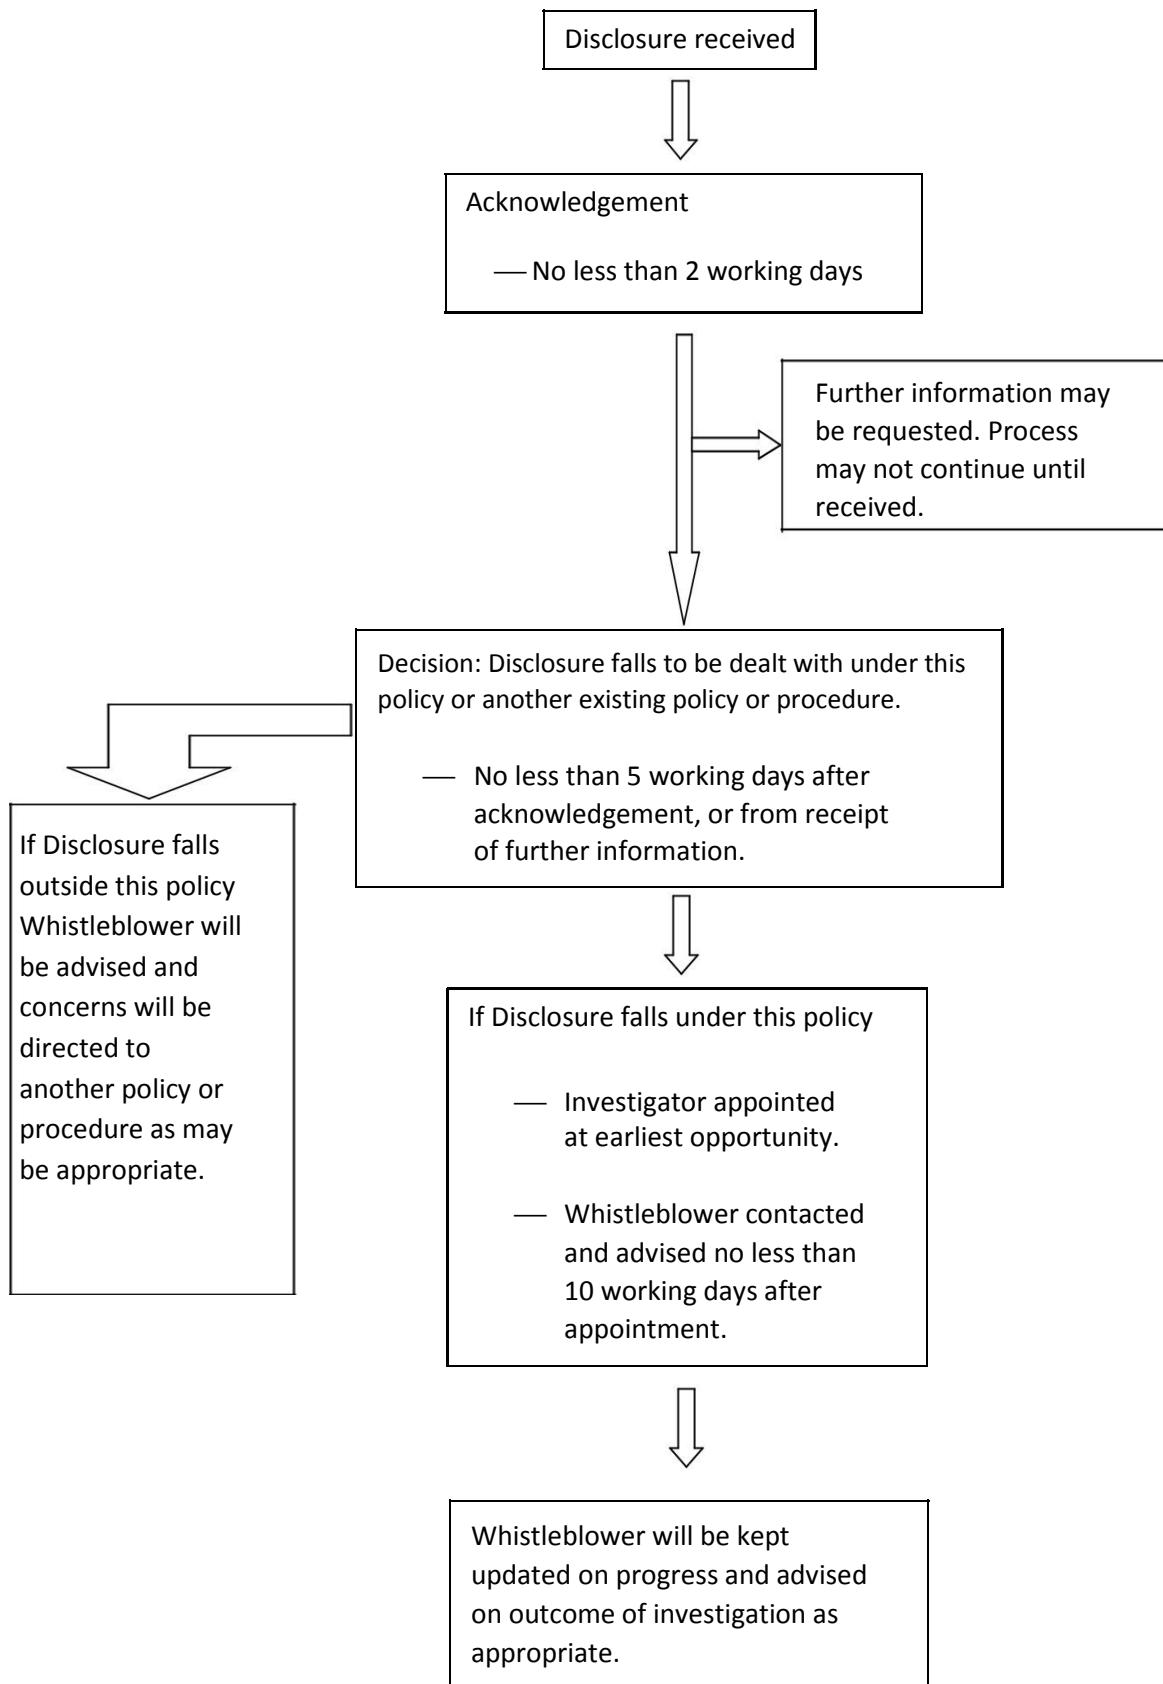 Disclosure received
Acknowledgement
— No less than 2 working days
Further information may
be requested. Process
may not continue until
received.
Decision: Disclosure falls to be dealt with under this
policy or another existing policy or procedure.
— No less than 5 working days after
acknowledgement, or from receipt
of further information.
If Disclosure falls
outside this policy
Whistleblower will
be advised and
concerns will be
directed to
another policy or
procedure as may
be appropriate.
If Disclosure falls under this policy
— Investigator appointed
at earliest opportunity.
— Whistleblower contacted
and advised no less than
10 working days after
appointment.
Whistleblower will be kept
updated on progress and advised
on outcome of investigation as
appropriate.